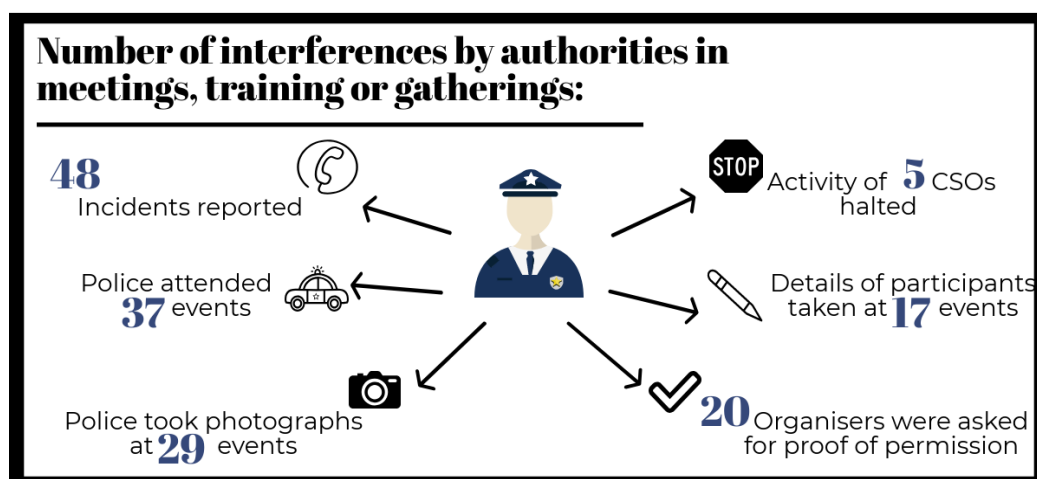 Number of interferences by authorities in
meetings, training or gatherings:
48
Incidents reported
STOP
Activity of 5 CSOs
halted
Police attended
37 events
Details of participants
taken at 17 events
Police took photographs
at 29 events
20 Organisers were asked
for proof of permission